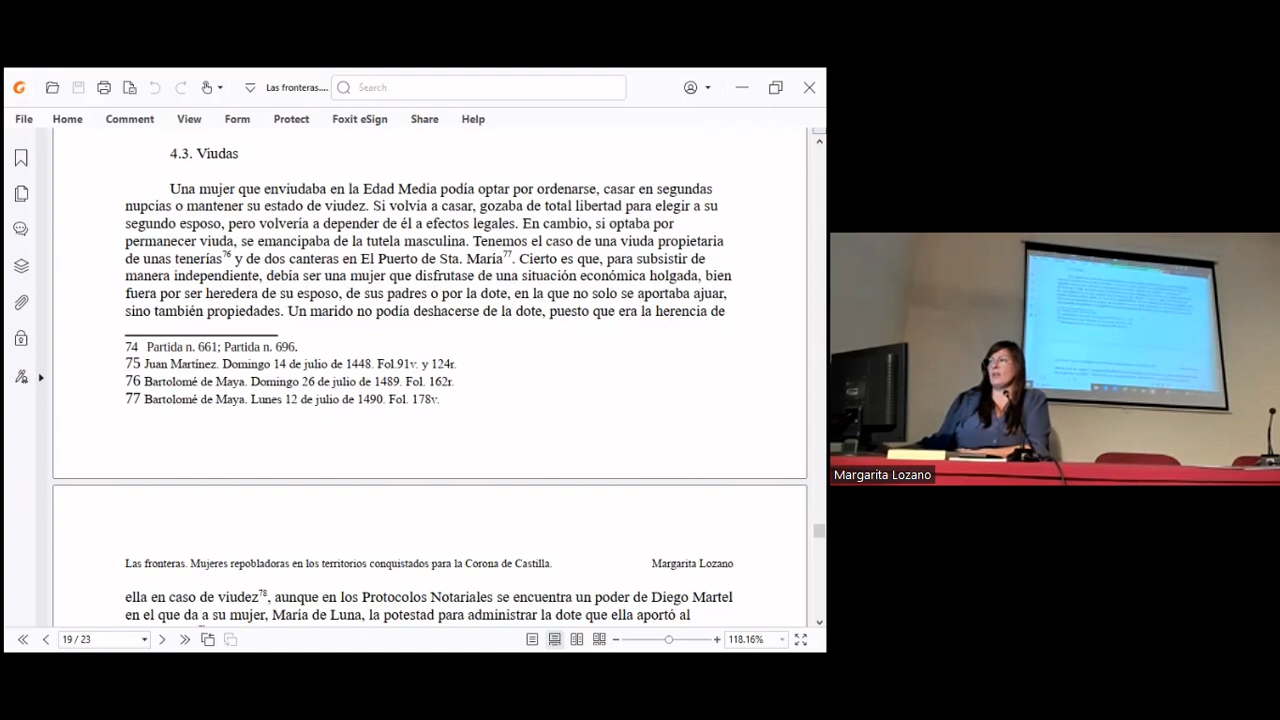 Las fronteras....
Search
File Home Comment View Form Protect Foxit eSign Share Help
4.3. Viudas
Una mujer que enviudaba en la Edad Media podía optar por ordenarse, casar en segundas
nupcias o mantener su estado de viudez. Si volvía a casar, gozaba de total libertad para elegir a su
segundo esposo, pero volvería a depender de él a efectos legales. En cambio, si optaba por
permanecer viuda, se emancipaba de la tutela masculina. Tenemos el caso de una viuda propietaria
de unas tenerías76 y de dos canteras en El Puerto de Sta. María77. Cierto es que, para subsistir de
manera independiente, debía ser una mujer que disfrutase de una situación económica holgada, bien
fuera por ser heredera de su esposo, de sus padres o por la dote, en la que no solo se aportaba ajuar,
sino también propiedades. Un marido no podía deshacerse de la dote, puesto que era la herencia de
74 Partida n. 661; Partida n. 696.
75 Juan Martínez. Domingo 14 de julio de 1448. Fol.91v. y 124r.
76 Bartolomé de Maya. Domingo 26 de julio de 1489. Fol. 162r.
77 Bartolomé de Maya. Lunes 12 de julio de 1490. Fol. 178v.
Las fronteras. Mujeres repobladoras en los territorios conquistados para la Corona de Castilla. Margarita Lozano
ella en caso de viudez78, aunque en los Protocolos Notariales se encuentra un poder de Diego Martel
en el que da a su mujer, María de Luna, la potestad para administrar la dote que ella aportó al
19 / 23
118.16%
Margarita Lozano